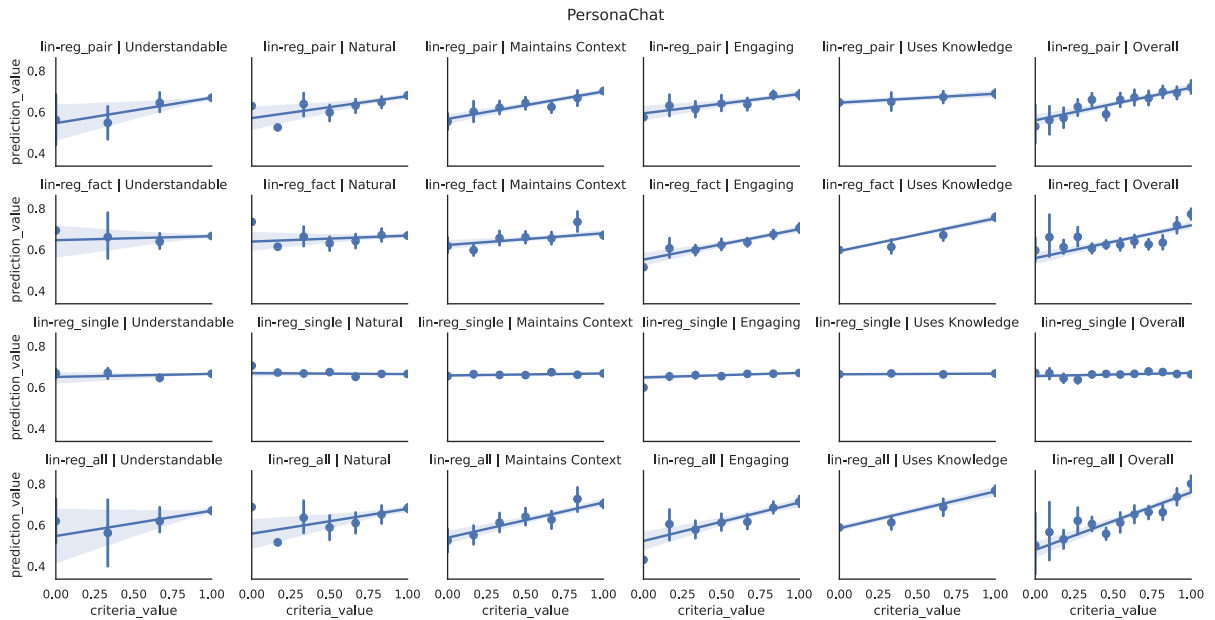 PersonaChat
lin-reg_pair | Understandable
lin-reg_pair | Natural
lin-reg_pair | Maintains Context
lin-reg_pair | Engaging
lin-reg_pair | Uses Knowledge
lin-reg_pair | Overall
prediction_value
0.8
0.6
0.4
lin-reg_fact | Understandable
lin-reg_fact | Natural
lin-reg_fact | Maintains Context
lin-reg_fact | Engaging
lin-reg_fact | Uses Knowledge
lin-reg_fact | Overall
prediction_value
0.8
0.6
0.4
lin-reg_single | Understandable
lin-reg_single | Natural
lin-reg_single | Maintains Context
lin-reg_single | Engaging
lin-reg_single | Uses Knowledge
lin-reg_single | Overall
prediction_value
0.8
0.6
0.4
lin-reg_all | Understandable
lin-reg_all | Natural
lin-reg_all | Maintains Context
lin-reg_all | Engaging
lin-reg_all | Uses Knowledge
lin-reg_all | Overall
prediction_value
0.8
0.6
0.4
0.00 0.25 0.50 0.75 1.00
criteria_value
0.00 0.25 0.50 0.75 1.00
criteria_value
0.00 0.25 0.50 0.75 1.00
criteria_value
0.00 0.25 0.50 0.75 1.00
criteria_value
0.00 0.25 0.50 0.75 1.00
criteria_value
0.00 0.25 0.50 0.75 1.00
criteria_value